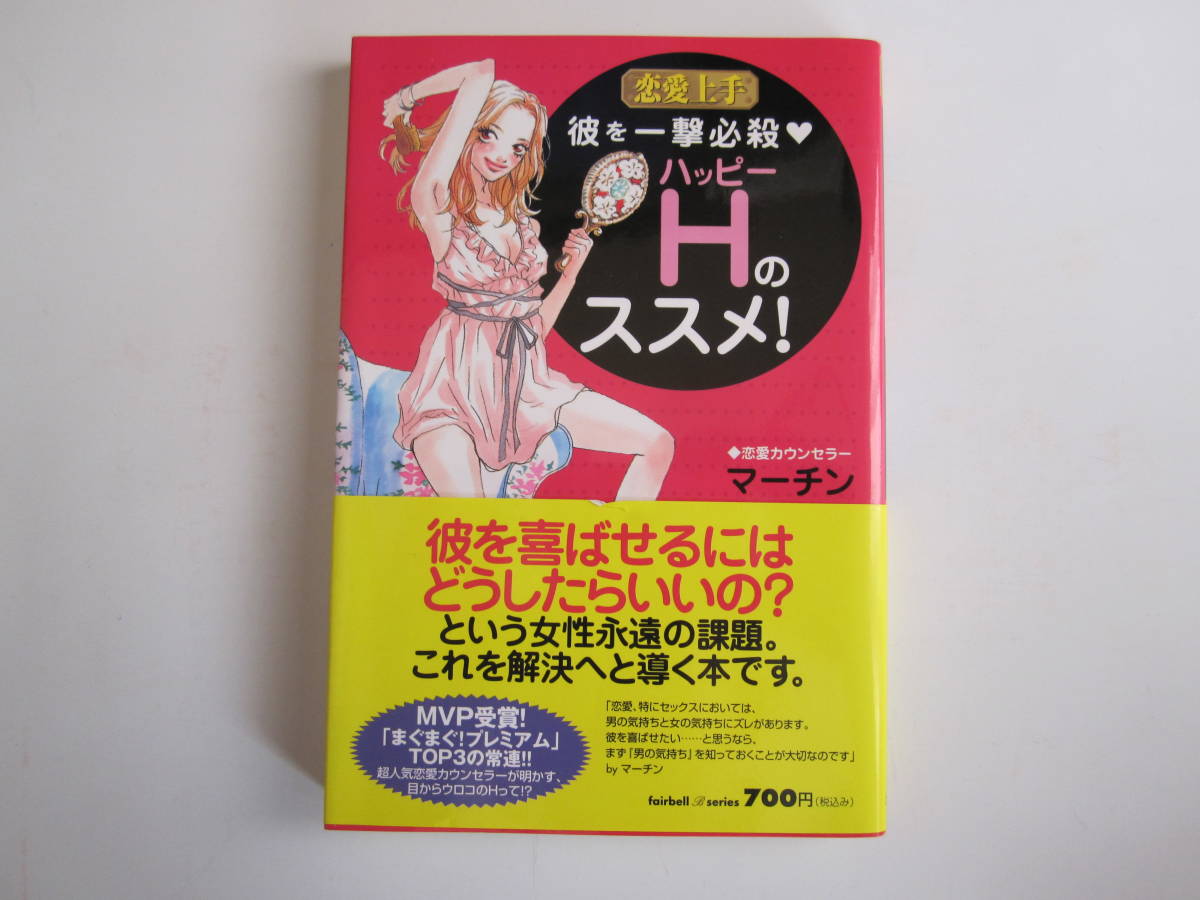 恋愛上手
彼を一撃必殺♥
ハッピー
Hの
ススメ!
◆恋愛カウンセラー
マーチン
彼を喜ばせるには
どうしたらいいの?
という女性永遠の課題。
これを解決へと導く本です。
MVP受賞!
「まぐまぐ!プレミアム」
TOP3の常連!!
超人気恋愛カウンセラーが明かす、
目からウロコのHって!?
「恋愛、特にセックスにおいては、
男の気持ちと女の気持ちにズレがあります。
彼を喜ばせたい……と思うなら、
まず『男の気持ち』を知っておくことが大切なのです」
by マーチン
fairbell B series 700円(税込み)